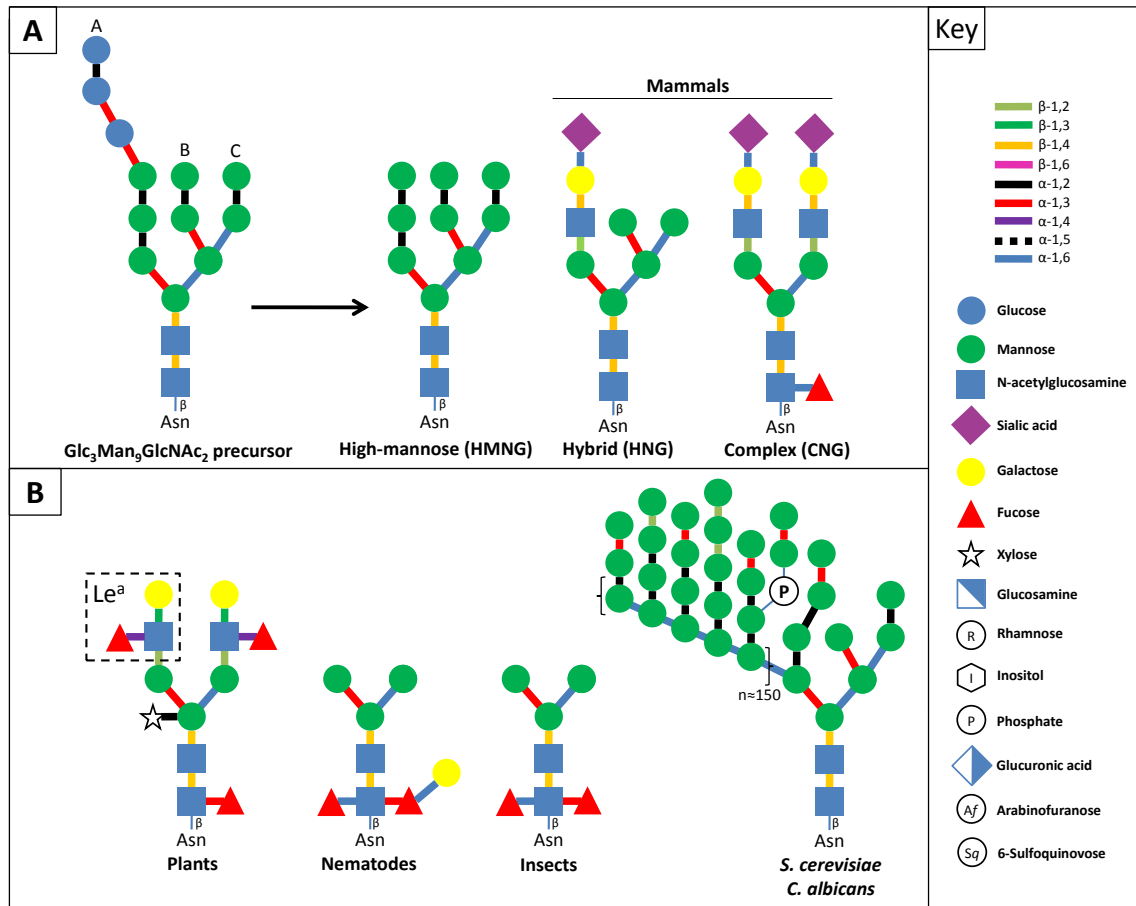 A
A
B
C
Mammals
β
Asn
Glc₃Man₉GlcNAc₂ precursor
β
Asn
High-mannose (HMNG)
β
Asn
Hybrid (HNG)
β
Asn
Complex (CNG)
B
Leᵃ
β
Asn
Plants
β
Asn
Nematodes
β
Asn
Insects
P
n≈150
β
Asn
S. cerevisiae
C. albicans
Key
β-1,2
β-1,3
β-1,4
β-1,6
α-1,2
α-1,3
α-1,4
α-1,5
α-1,6
Glucose
Mannose
N-acetylglucosamine
Sialic acid
Galactose
Fucose
Xylose
Glucosamine
R Rhamnose
I Inositol
P Phosphate
Glucuronic acid
Af Arabinofuranose
Sq 6-Sulfoquinovose